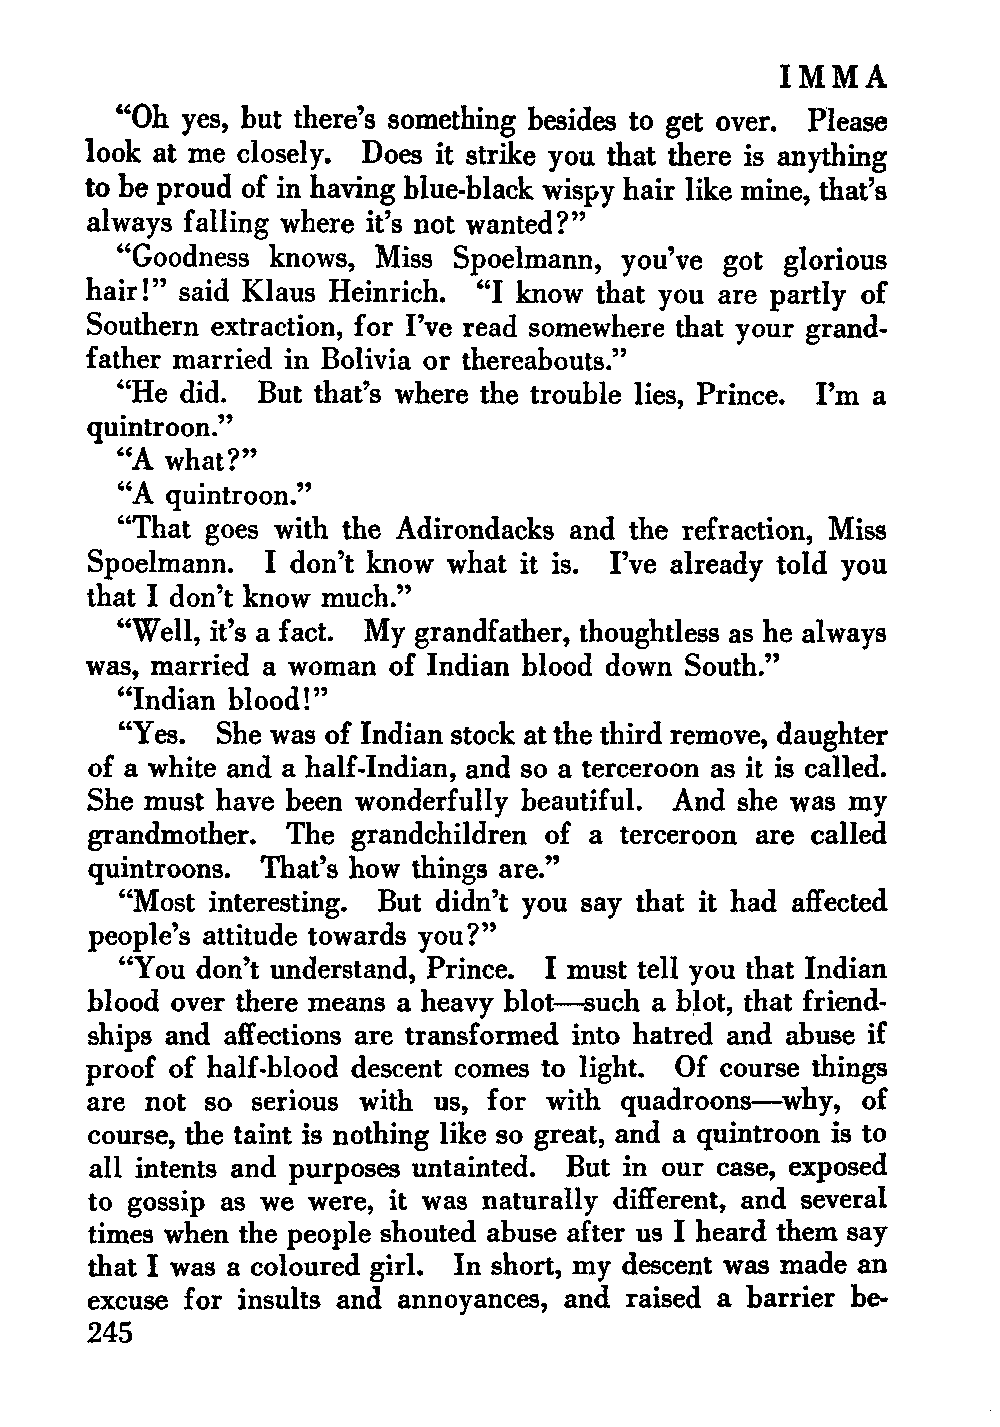 IMMA
“Oh yes, but there’s something besides to get over. Please
look at me closely. Does it strike you that there is anything
to be proud of in having blue-black wispy hair like mine, that’s
always falling where it’s not wanted?”
“Goodness knows, Miss Spoelmann, you’ve got glorious
hair!” said Klaus Heinrich. “I know that you are partly of
Southern extraction, for I’ve read somewhere that your grand-
father married in Bolivia or thereabouts.”
“He did. But that’s where the trouble lies, Prince. I’m a
quintroon.”
“A what?”
“A quintroon.”
“That goes with the Adirondacks and the refraction, Miss
Spoelmann. I don’t know what it is. I’ve already told you
that I don’t know much.”
“Well, it’s a fact. My grandfather, thoughtless as he always
was, married a woman of Indian blood down South.”
“Indian blood!”
“Yes. She was of Indian stock at the third remove, daughter
of a white and a half-Indian, and so a terceroon as it is called.
She must have been wonderfully beautiful. And she was my
grandmother. The grandchildren of a terceroon are called
quintroons. That’s how things are.”
“Most interesting. But didn’t you say that it had affected
people’s attitude towards you?”
“You don’t understand, Prince. I must tell you that Indian
blood over there means a heavy blot—such a blot, that friend-
ships and affections are transformed into hatred and abuse if
proof of half-blood descent comes to light. Of course things
are not so serious with us, for with quadroons—why, of
course, the taint is nothing like so great, and a quintroon is to
all intents and purposes untainted. But in our case, exposed
to gossip as we were, it was naturally different, and several
times when the people shouted abuse after us I heard them say
that I was a coloured girl. In short, my descent was made an
excuse for insults and annoyances, and raised a barrier be-
245